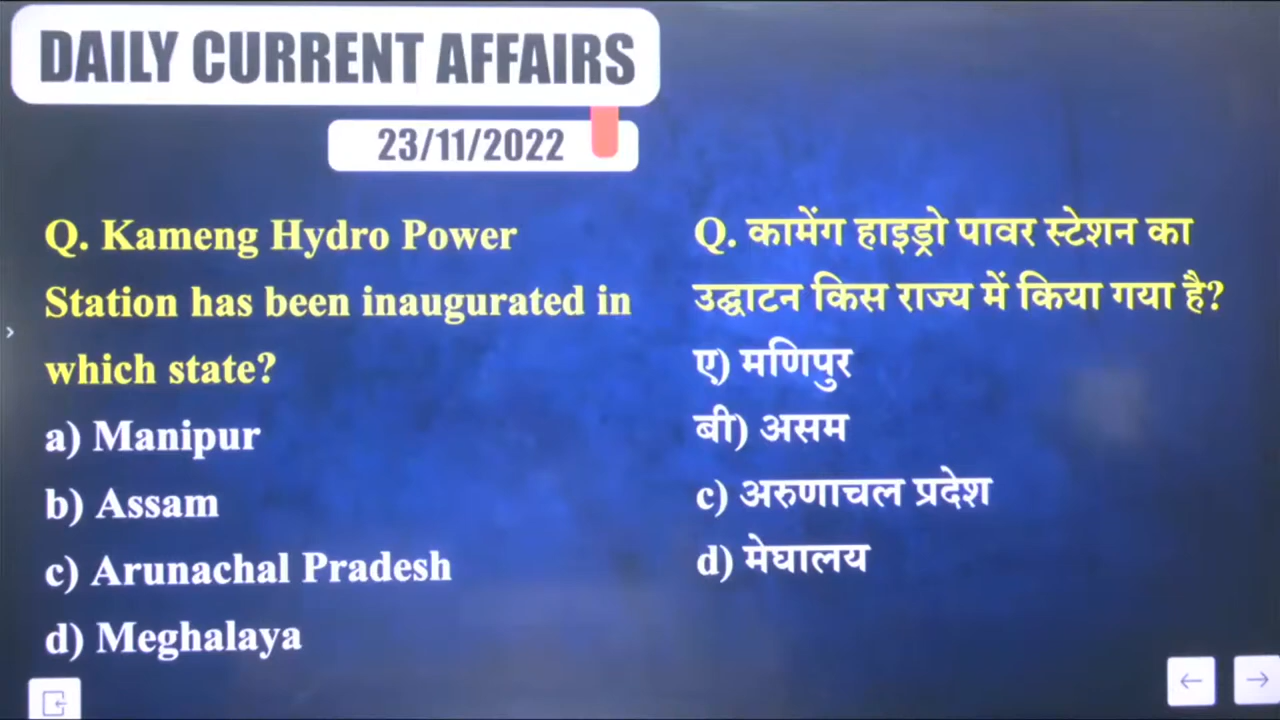 DAILY CURRENT AFFAIRS
23/11/2022
Q. Kameng Hydro Power
Station has been inaugurated in
which state?
a) Manipur
b) Assam
c) Arunachal Pradesh
d) Meghalaya
Q. कामेंग हाइड्रो पावर स्टेशन का
उद्घाटन किस राज्य में किया गया है?
ए) मणिपुर
बी) असम
c) अरुणाचल प्रदेश
d) मेघालय